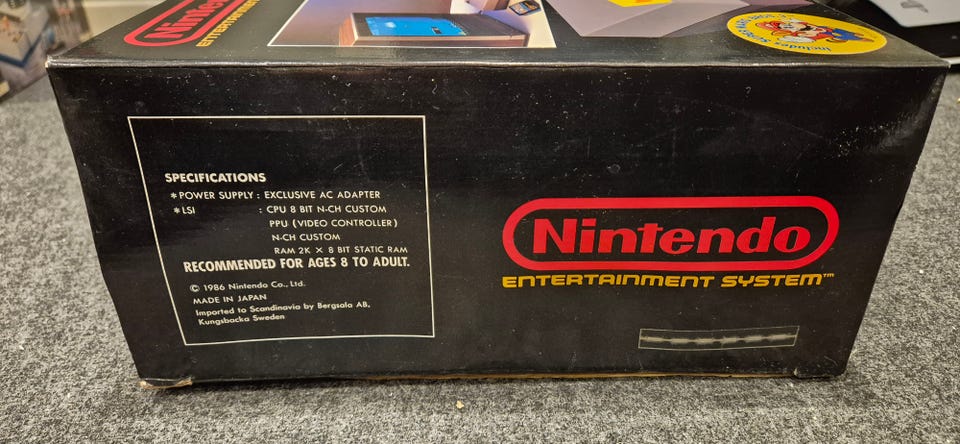 Nintendo
ENTERTAINMENT SYSTEM
Includes
SPECIFICATIONS
* POWER SUPPLY : EXCLUSIVE AC ADAPTER
* LSI : CPU 8 BIT N-CH CUSTOM
PPU (VIDEO CONTROLLER)
N-CH CUSTOM
RAM 2K X 8 BIT STATIC RAM
RECOMMENDED FOR AGES 8 TO ADULT.
© 1986 Nintendo Co., Ltd.
MADE IN JAPAN
Imported to Scandinavia by Bergsala AB,
Kungsbacka Sweden
Nintendo
ENTERTAINMENT SYSTEM™